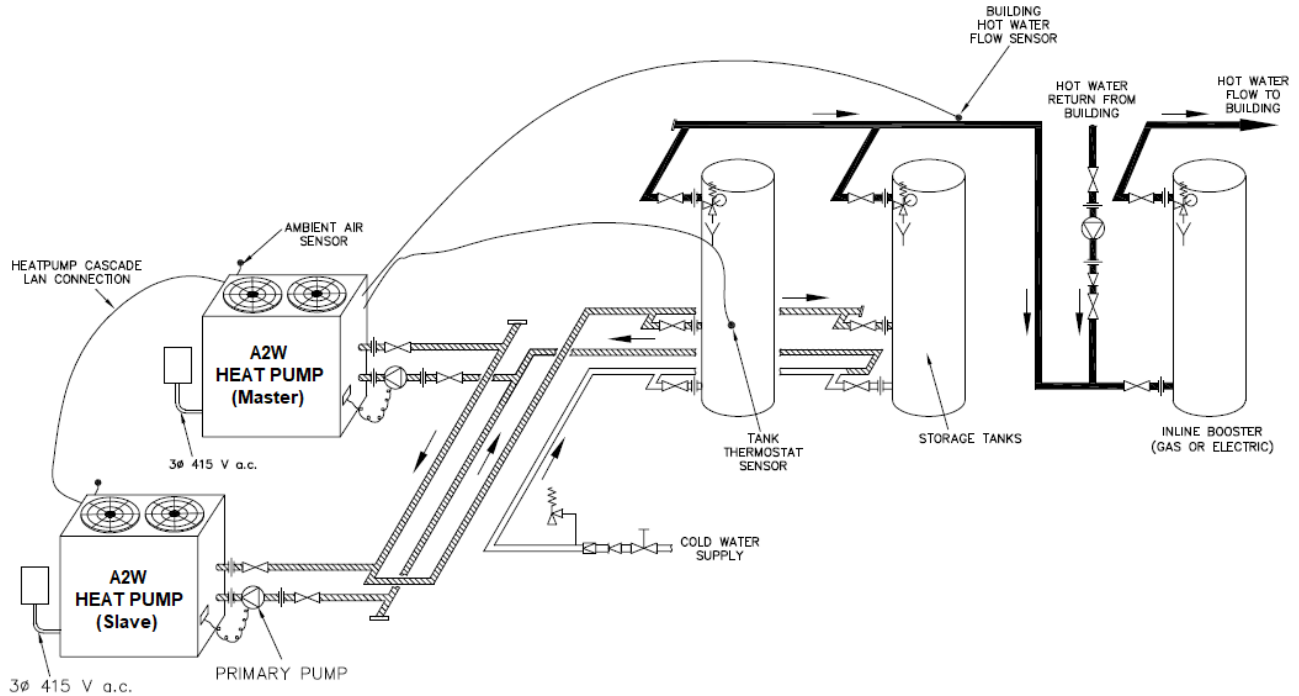 BUILDING
HOT WATER
FLOW SENSOR
HOT WATER
RETURN FROM
BUILDING
HOT WATER
FLOW TO
BUILDING
AMBIENT AIR
SENSOR
HEATPUMP CASCADE
LAN CONNECTION
A2W
HEAT PUMP
(Master)
3ø 415 V a.c.
TANK
THERMOSTAT
SENSOR
STORAGE TANKS
INLINE BOOSTER
(GAS OR ELECTRIC)
COLD WATER
SUPPLY
A2W
HEAT PUMP
(Slave)
PRIMARY PUMP
3ø 415 V a.c.